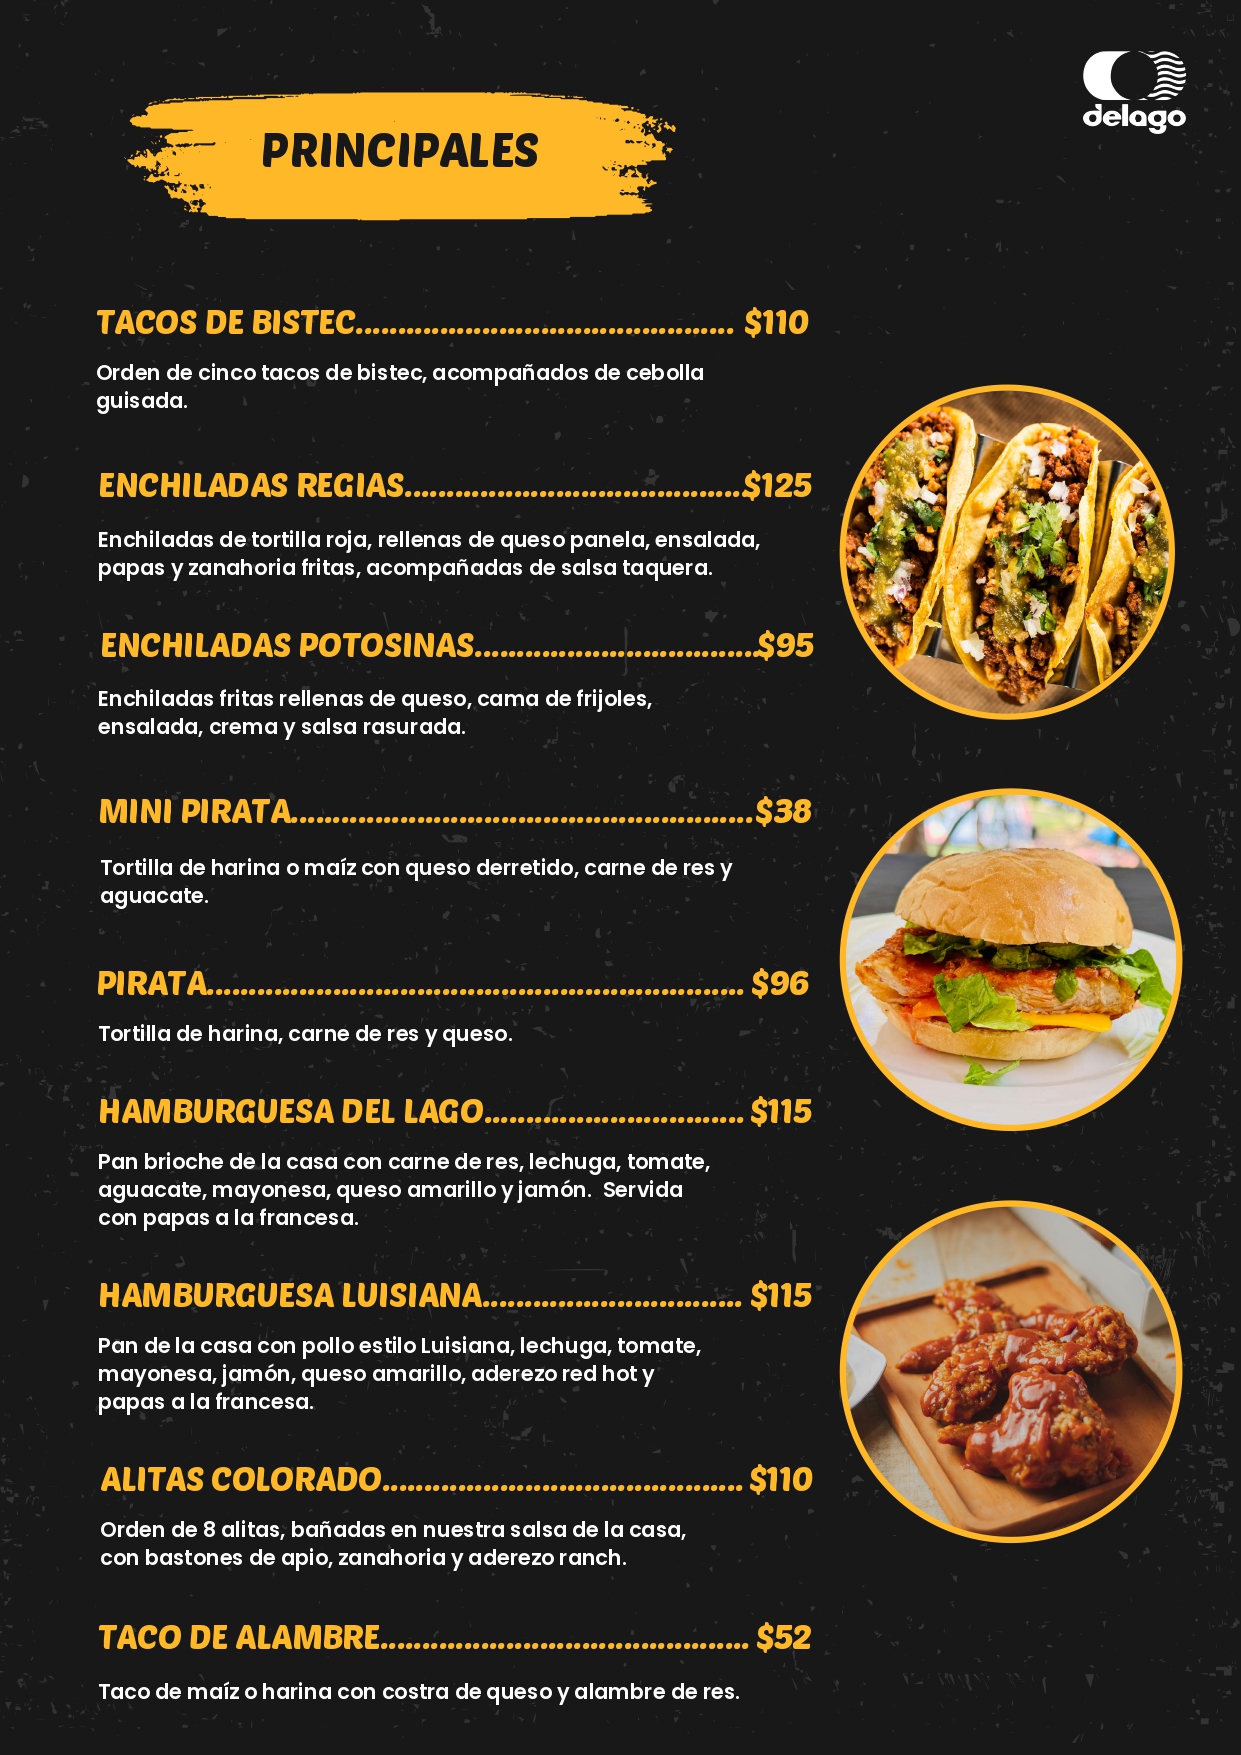 delago
PRINCIPALES
TACOS DE BISTEC............................................. $110
Orden de cinco tacos de bistec, acompañados de cebolla
guisada.
ENCHILADAS REGIAS........................................$125
Enchiladas de tortilla roja, rellenas de queso panela, ensalada,
papas y zanahoria fritas, acompañadas de salsa taquera.
ENCHILADAS POTOSINAS..................................$95
Enchiladas fritas rellenas de queso, cama de frijoles,
ensalada, crema y salsa rasurada.
MINI PIRATA.......................................................$38
Tortilla de harina o maíz con queso derretido, carne de res y
aguacate.
PIRATA................................................................ $96
Tortilla de harina, carne de res y queso.
HAMBURGUESA DEL LAGO............................... $115
Pan brioche de la casa con carne de res, lechuga, tomate,
aguacate, mayonesa, queso amarillo y jamón. Servida
con papas a la francesa.
HAMBURGUESA LUISIANA............................... $115
Pan de la casa con pollo estilo Luisiana, lechuga, tomate,
mayonesa, jamón, queso amarillo, aderezo red hot y
papas a la francesa.
ALITAS COLORADO........................................... $110
Orden de 8 alitas, bañadas en nuestra salsa de la casa,
con bastones de apio, zanahoria y aderezo ranch.
TACO DE ALAMBRE............................................ $52
Taco de maíz o harina con costra de queso y alambre de res.